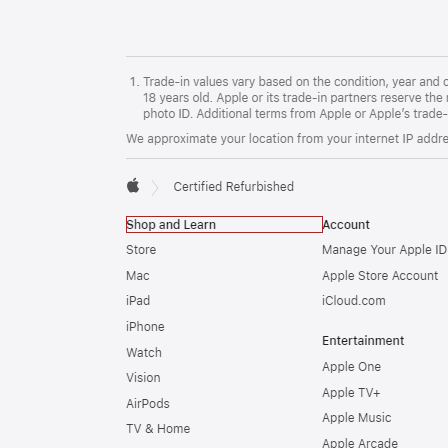 1. Trade-in values vary based on the condition, year and
18 years old. Apple or its trade-in partners reserve the
photo ID. Additional terms from Apple or Apple's trade-
We approximate your location from your internet IP
Certified Refurbished
Shop and Learn
Account
Store
Manage Your Apple ID
Mac
Apple Store Account
iPad
iCloud.com
iPhone
Entertainment
Watch
Apple One
Vision
Apple TV+
AirPods
Apple Music
TV & Home
Apple Arcade